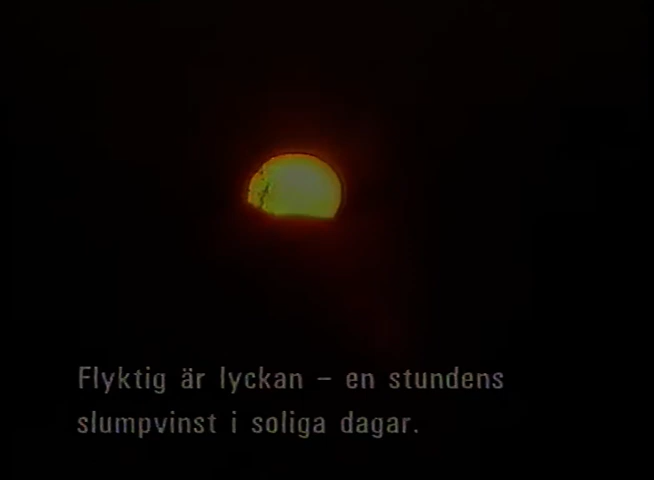 Flyktig är lyckan – en stundens
slumpvinst i soliga dagar.